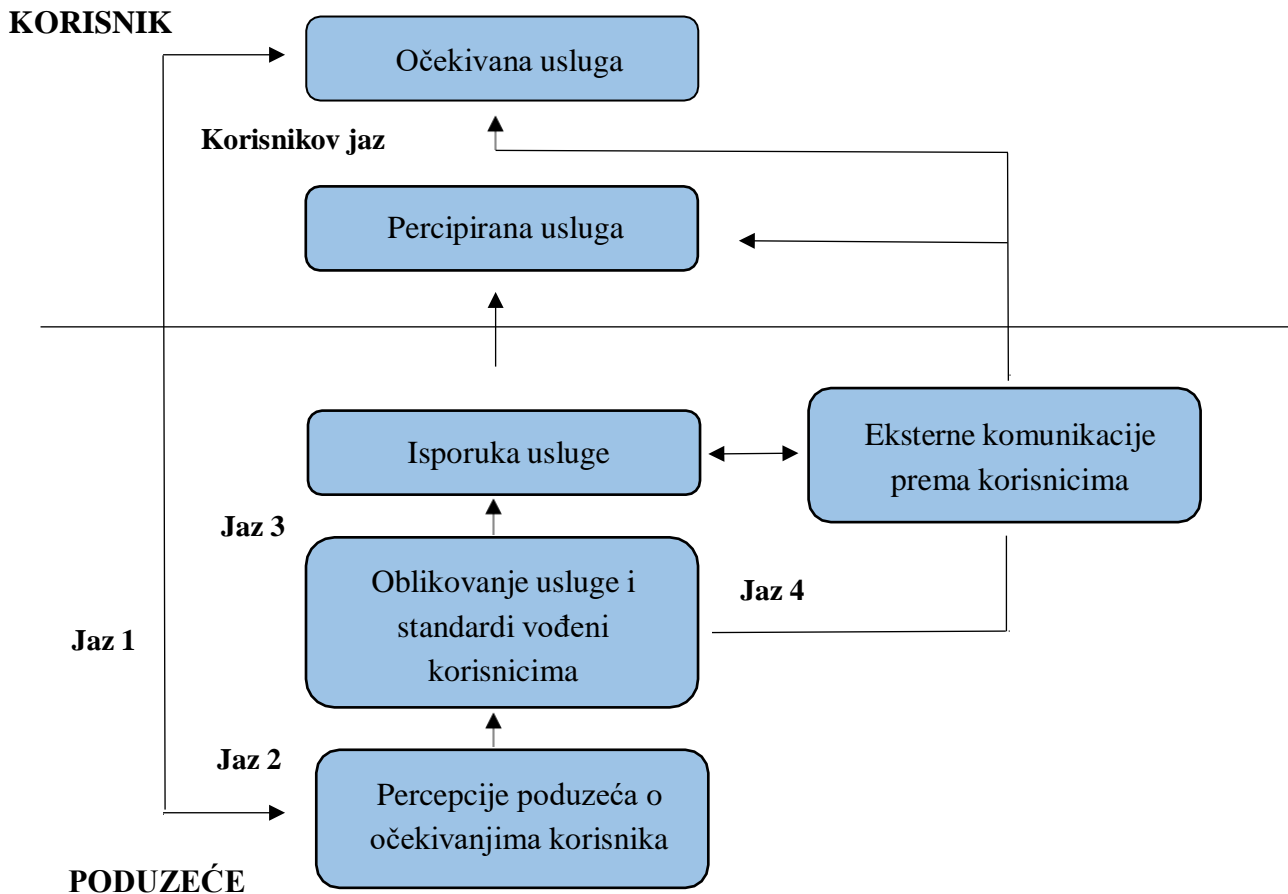 KORISNIK
Očekivana usluga
Korisnikov jaz
Percipirana usluga
Isporuka usluge
Eksterne komunikacije
prema korisnicima
Jaz 3
Oblikovanje usluge i
standardi vođeni
korisnicima
Jaz 4
Jaz 1
Jaz 2
Percepcije poduzeća o
očekivanjima korisnika
PODUZEĆE